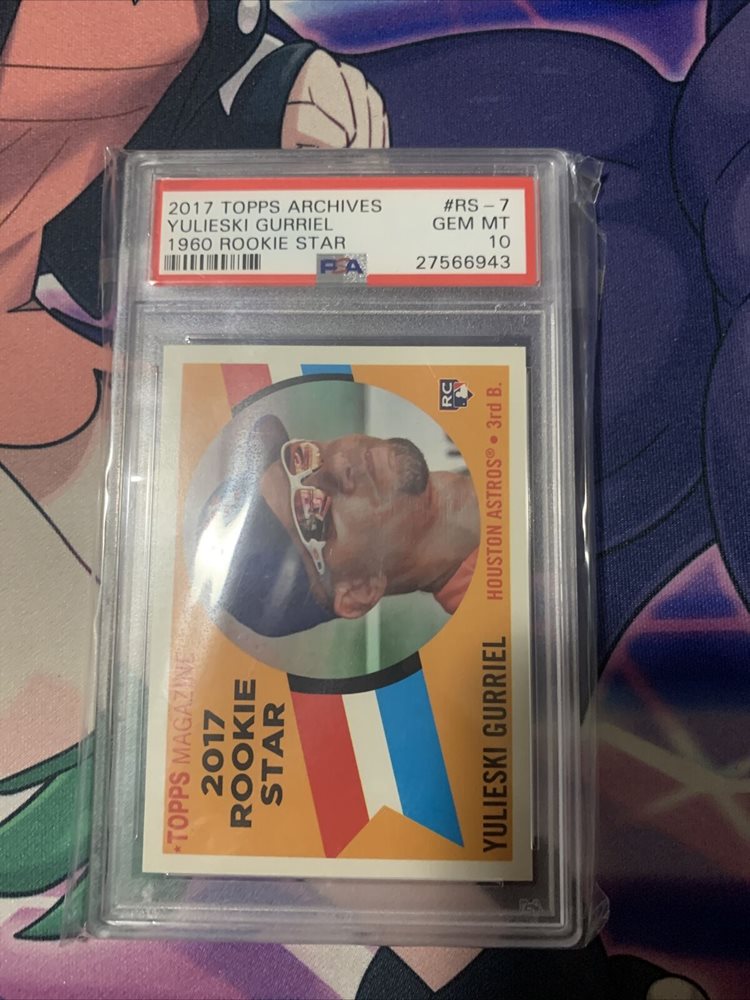 2017 TOPPS ARCHIVES #RS-7
YULIESKI GURRIEL GEM MT
1960 ROOKIE STAR 10
PSA 27566943
*TOPPS MAGAZINE
2017
ROOKIE
STAR
RC
YULIESKI GURRIEL
HOUSTON ASTROS® • 3rd B.